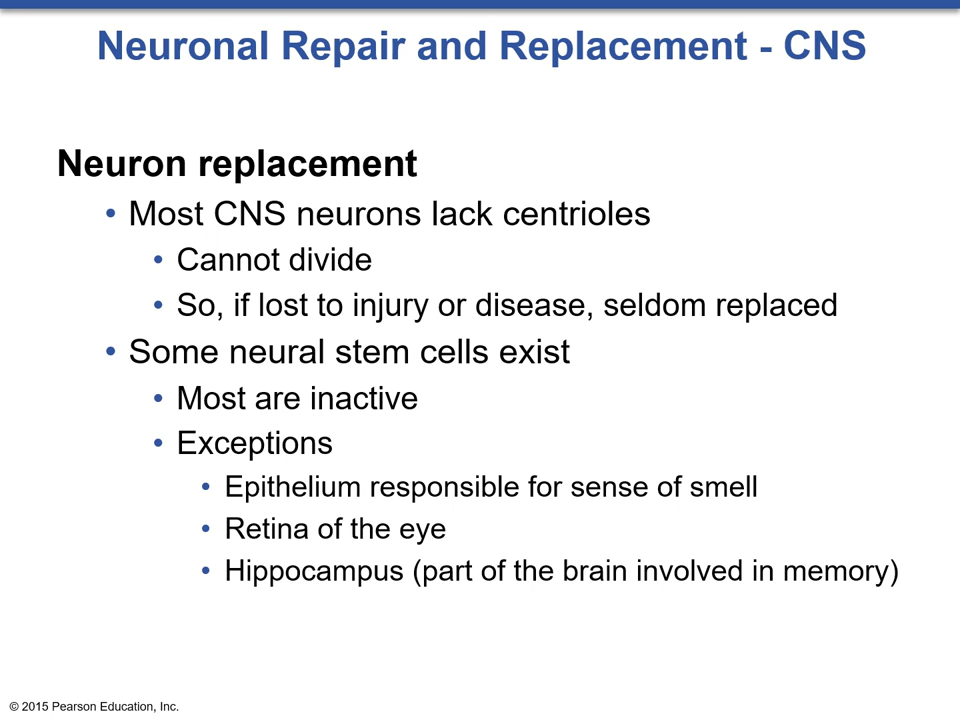 Neuronal Repair and Replacement - CNS
Neuron replacement
• Most CNS neurons lack centrioles
• Cannot divide
• So, if lost to injury or disease, seldom replaced
• Some neural stem cells exist
• Most are inactive
• Exceptions
• Epithelium responsible for sense of smell
• Retina of the eye
• Hippocampus (part of the brain involved in memory)
© 2015 Pearson Education, Inc.